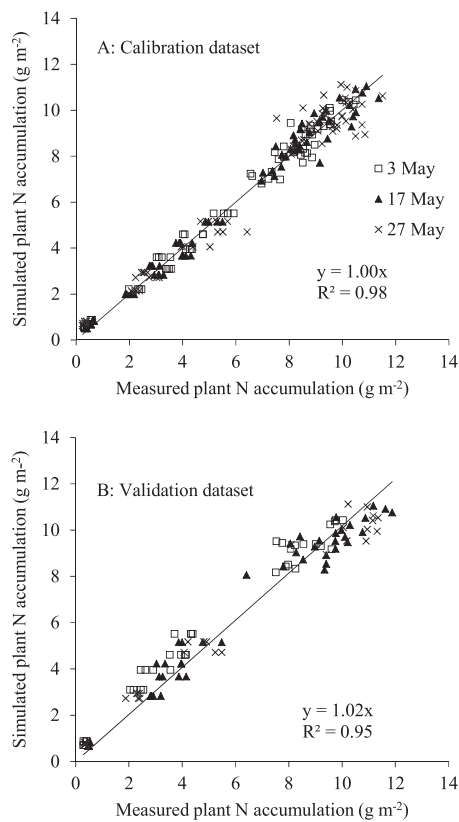 14
A: Calibration dataset
12
10
8
6
4
2
0
Simulated plant N accumulation (g m-2)
3 May
17 May
27 May
y = 1.00x
R² = 0.98
0 2 4 6 8 10 12 14
Measured plant N accumulation (g m-2)
14
B: Validation dataset
12
10
8
6
4
2
0
Simulated plant N accumulation (g m-2)
y = 1.02x
R² = 0.95
0 2 4 6 8 10 12 14
Measured plant N accumulation (g m-2)